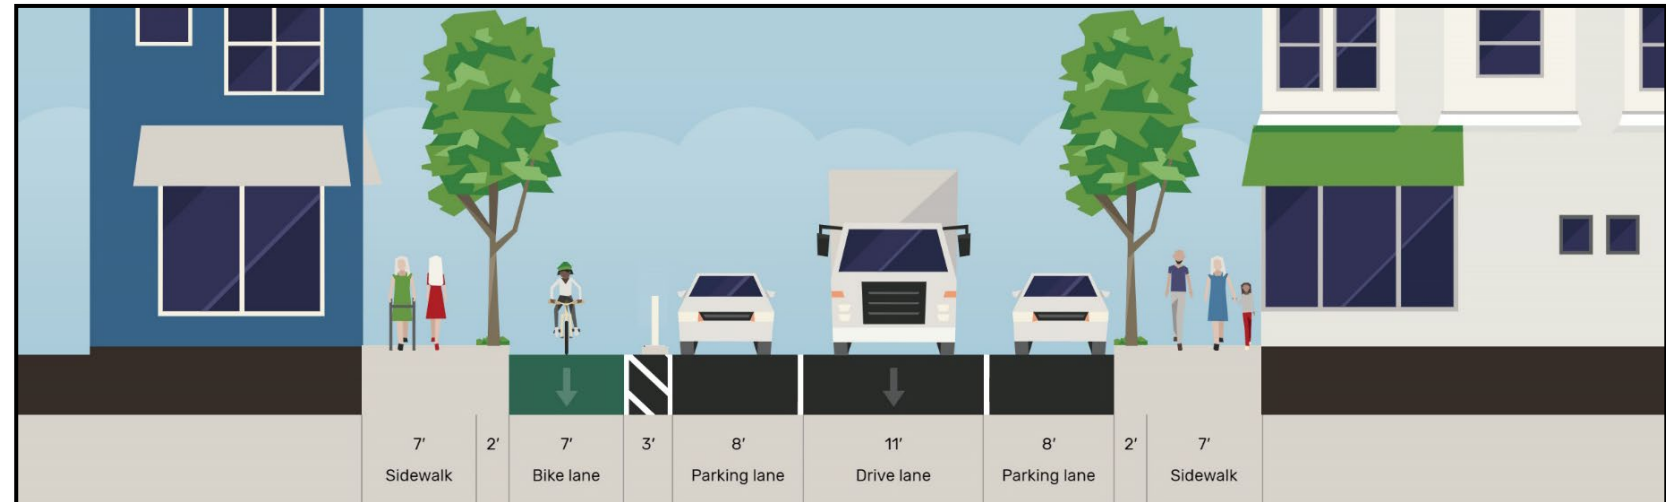 7' 2' 7' 3' 8' 11' 8' 2' 7'
Sidewalk Bike lane Parking lane Drive lane Parking lane Sidewalk